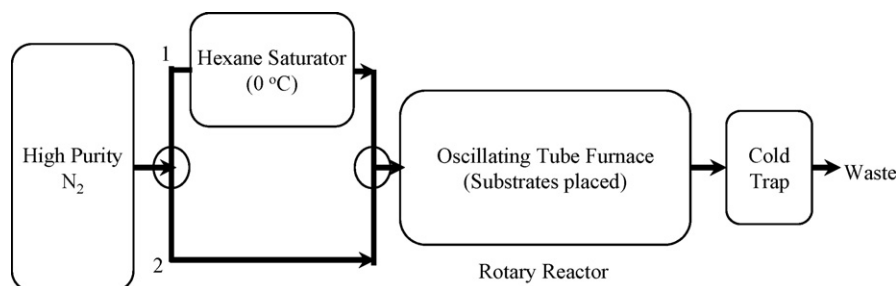 1
Hexane Saturator
(0 °C)
High Purity
N₂
Oscillating Tube Furnace
(Substrates placed)
Cold
Trap
Waste
2
Rotary Reactor